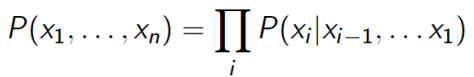 P(x₁, . . . , xₙ) = ∏ᵢ P(xᵢ|xᵢ₋₁, . . . x₁)